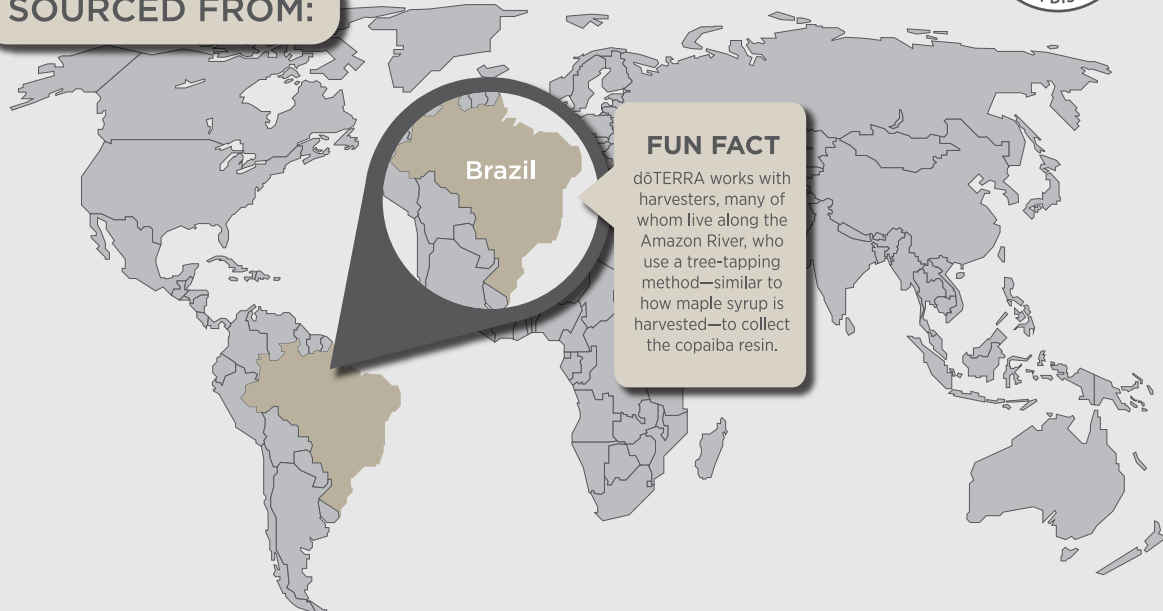 SOURCED FROM:
Brazil
FUN FACT
dōTERRA works with
harvesters, many of
whom live along the
Amazon River, who
use a tree-tapping
method—similar to
how maple syrup is
harvested—to collect
the copaiba resin.